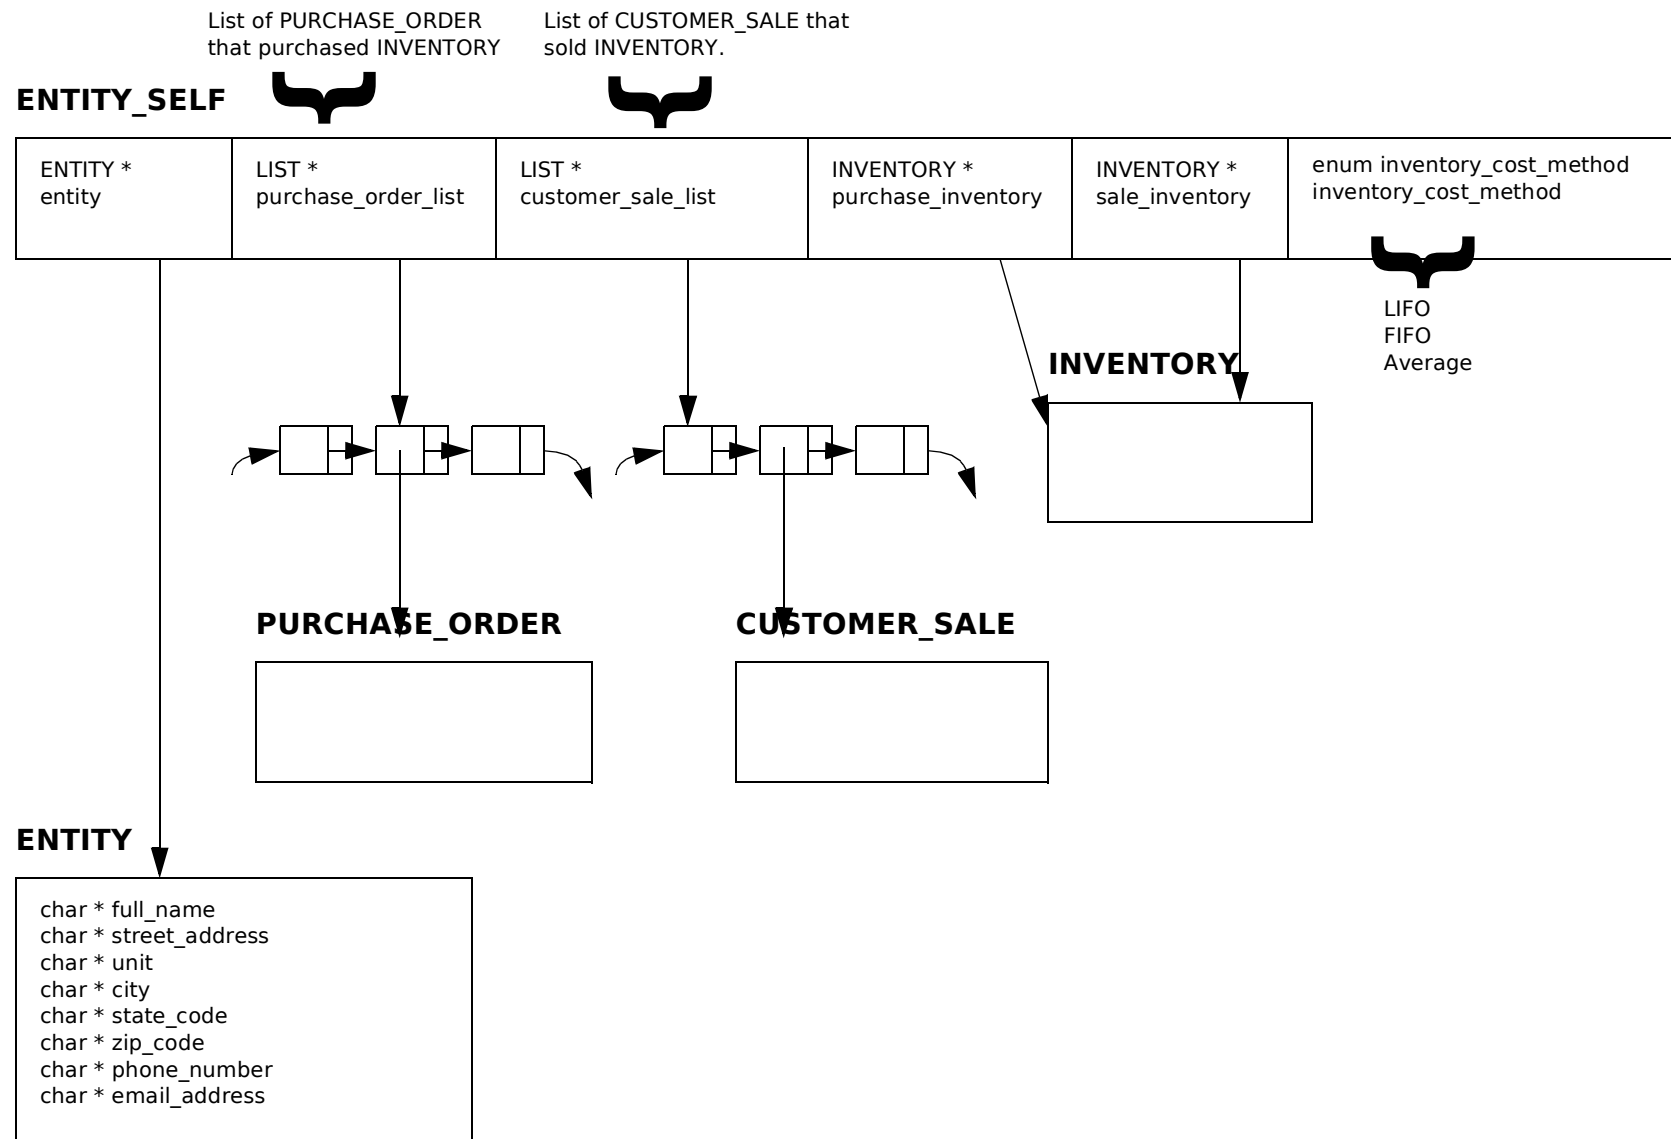 List of PURCHASE_ORDER
that purchased INVENTORY
List of CUSTOMER_SALE that
sold INVENTORY.
ENTITY_SELF
ENTITY *
entity
LIST *
purchase_order_list
LIST *
customer_sale_list
INVENTORY *
purchase_inventory
INVENTORY *
sale_inventory
enum inventory_cost_method
inventory_cost_method
LIFO
FIFO
Average
INVENTORY
PURCHASE_ORDER
CUSTOMER_SALE
ENTITY
char * full_name
char * street_address
char * unit
char * city
char * state_code
char * zip_code
char * phone_number
char * email_address